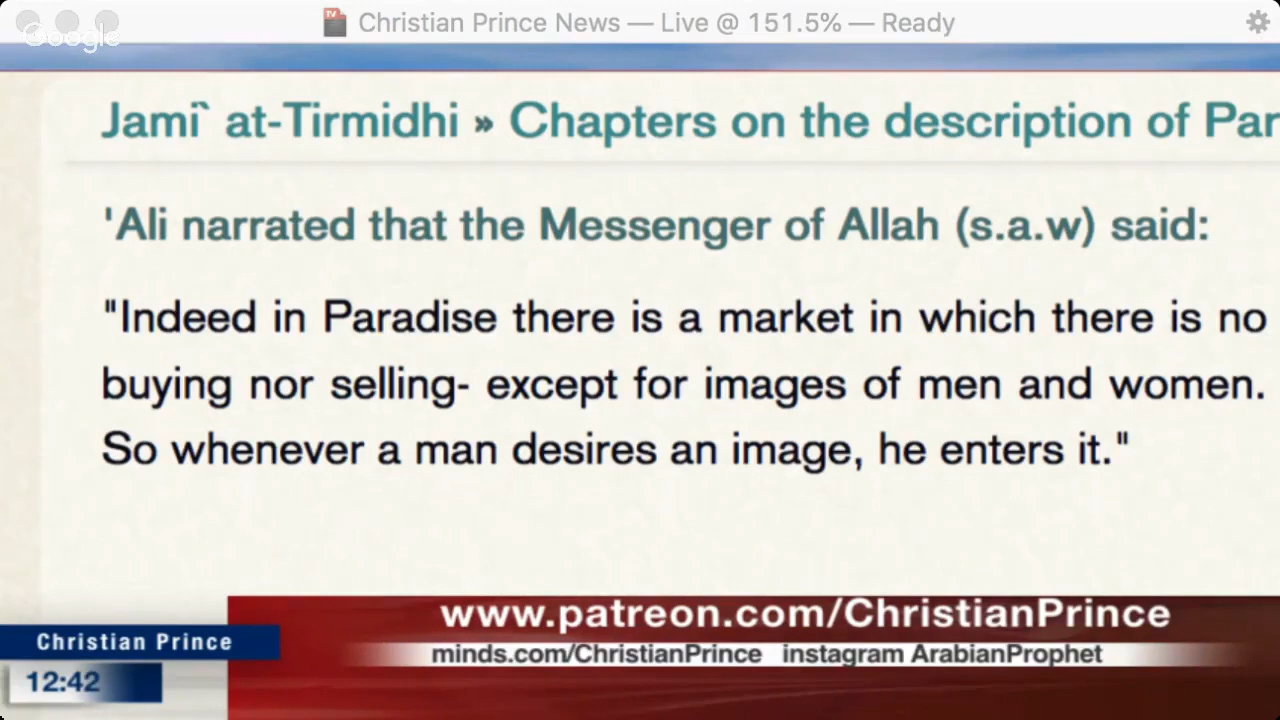 Christian Prince News — Live @ 151.5% — Ready
Google
Jami` at-Tirmidhi » Chapters on the description of Par
'Ali narrated that the Messenger of Allah (s.a.w) said:
"Indeed in Paradise there is a market in which there is no
buying nor selling- except for images of men and women.
So whenever a man desires an image, he enters it."
www.patreon.com/ChristianPrince
Christian Prince
minds.com/ChristianPrince instagram ArabianProphet
12:42